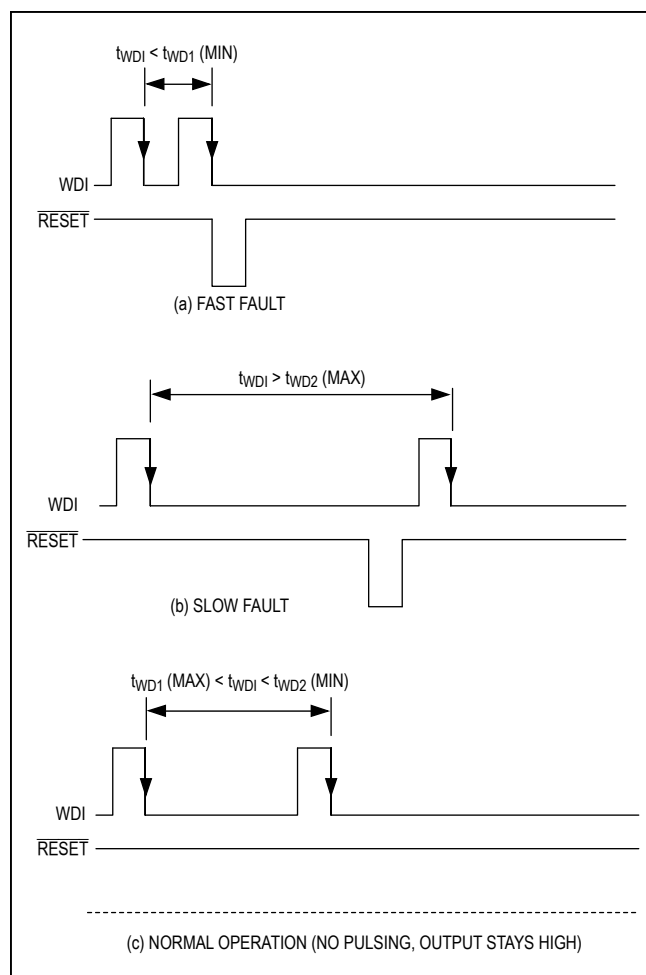 tWDI < tWD1 (MIN)
WDI
RESET
(a) FAST FAULT
tWDI > tWD2 (MAX)
WDI
RESET
(b) SLOW FAULT
tWD1 (MAX) < tWDI < tWD2 (MIN)
WDI
RESET
(c) NORMAL OPERATION (NO PULSING, OUTPUT STAYS HIGH)